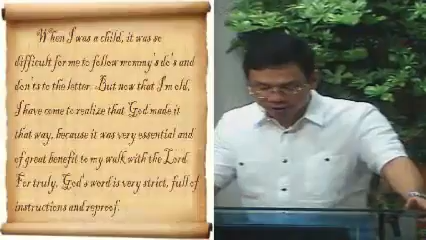 When I was a child, it was so
difficult for me to follow mommy's do's and
don'ts to the letter. But now that I'm old,
I have come to realize that God made it
that way, because it was very essential and
of great benefit to my walk with the Lord.
For truly, God's word is very strict, full of
instructions and reproof.